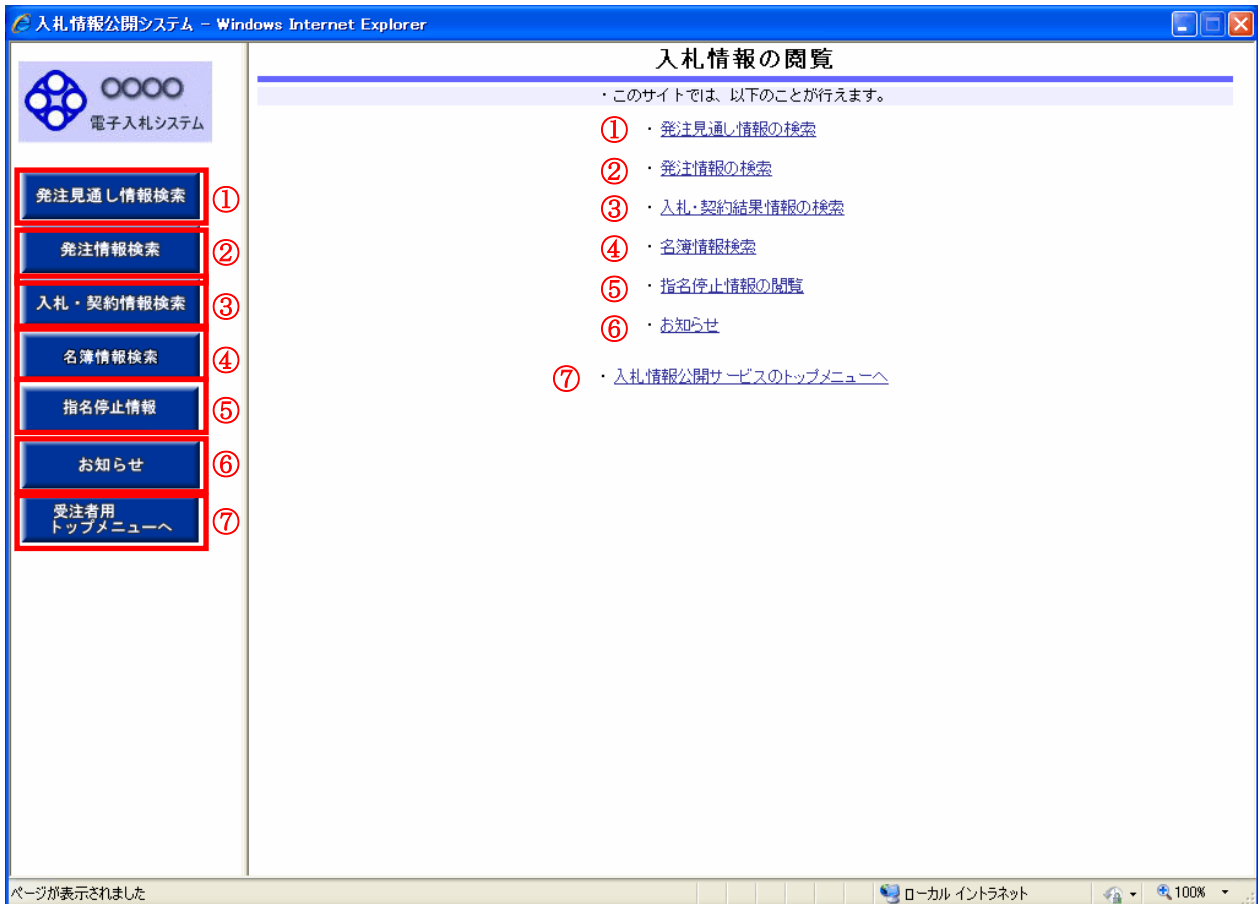 入札情報公開システム - Windows Internet Explorer
○○○○
電子入札システム
発注見通し情報検索 ①
発注情報検索 ②
入札・契約情報検索 ③
名簿情報検索 ④
指名停止情報 ⑤
お知らせ ⑥
受注者用
トップメニューへ ⑦
入札情報の閲覧
・このサイトでは、以下のことが行えます。
① ・発注見通し情報の検索
② ・発注情報の検索
③ ・入札・契約結果情報の検索
④ ・名簿情報検索
⑤ ・指名停止情報の閲覧
⑥ ・お知らせ
⑦ ・入札情報公開サービスのトップメニューへ
ページが表示されました
ローカル イントラネット
100%